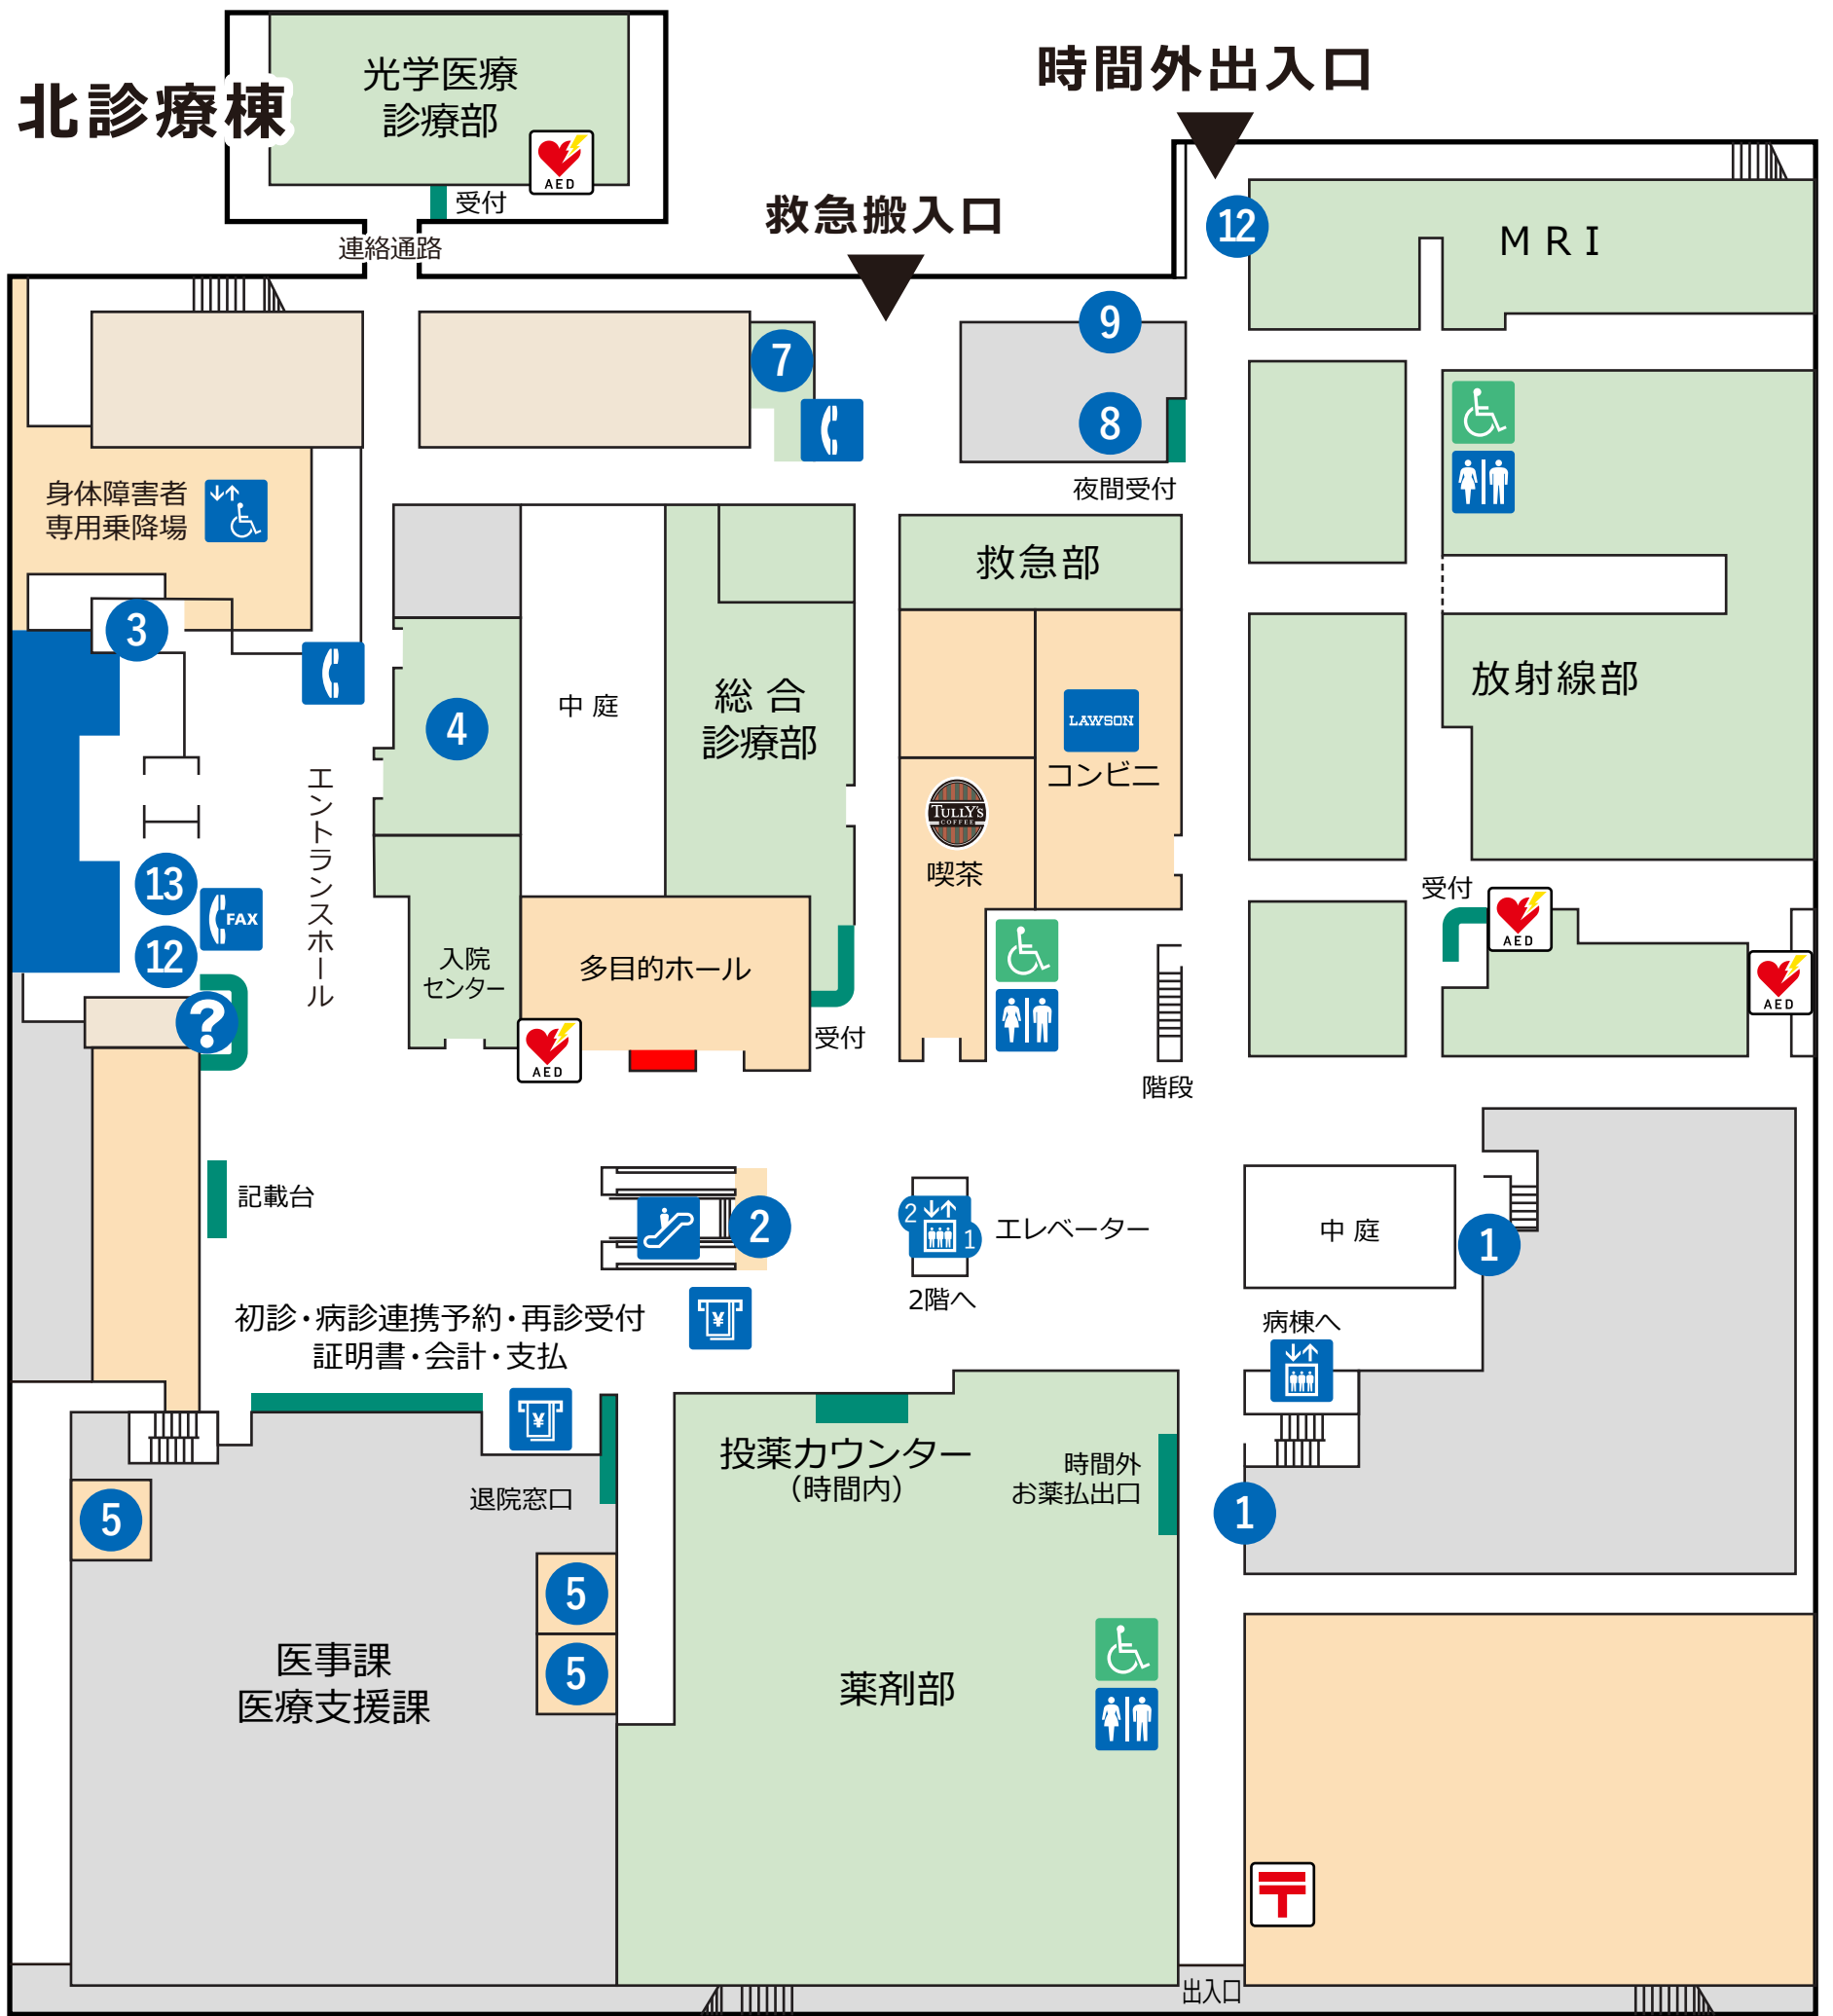 時間外出入口
光学医療
診療部
北診療棟
AED
受付
救急搬入口
連絡通路
12
MRI
9
7
8
夜間受付
身体障害者
専用乗降場
救急部
3
4
中庭
総合
診療部
LAWSON
コンビニ
放射線部
TULLY'S
COFFEE
喫茶
エントランスホール
13
FAX
12
?
入院
センター
多目的ホール
受付
AED
受付
AED
AED
階段
記載台
2
2
1
エレベーター
2階へ
中庭
1
初診・病診連携予約・再診受付
証明書・会計・支払
¥
¥
病棟へ
投薬カウンター
(時間内)
時間外
お薬払出口
退院窓口
1
5
5
5
医事課
医療支援課
薬剤部
〒
出入口